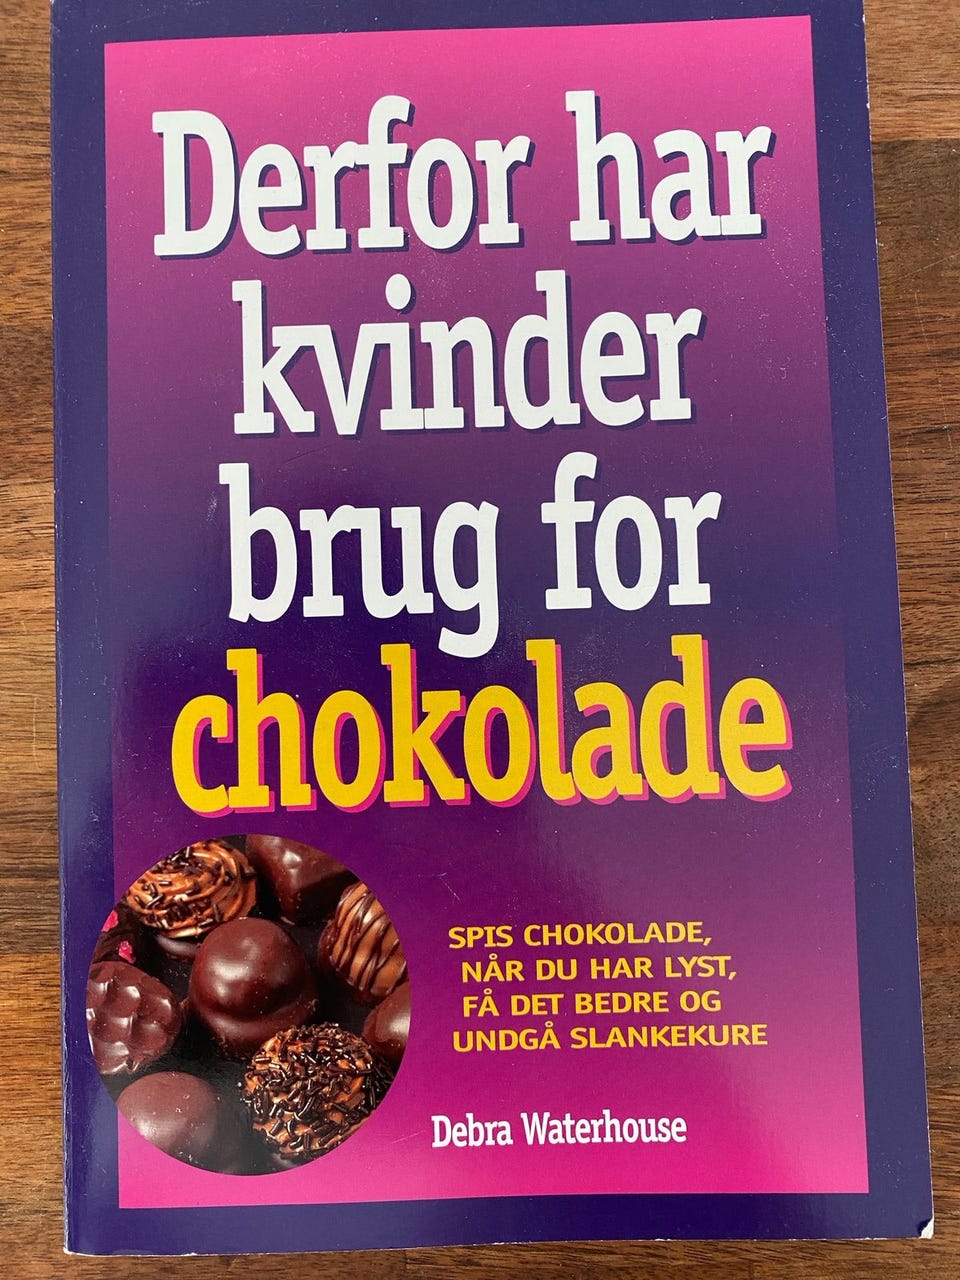 Derfor har
kvinder
brug for
chokolade
SPIS CHOKOLADE,
NÅR DU HAR LYST,
FÅ DET BEDRE OG
UNDGÅ SLANKEKURE
Debra Waterhouse